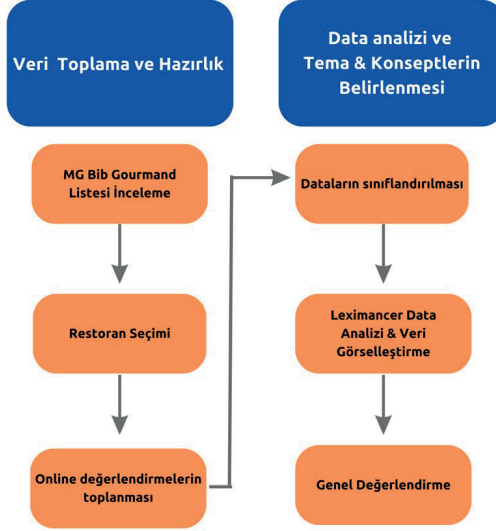 Veri Toplama ve Hazırlık
MG Bib Gourmand
Listesi İnceleme
Restoran Seçimi
Online değerlendirmelerin
toplanması
Data analizi ve
Tema & Konseptlerin
Belirlenmesi
Dataların sınıflandırılması
Leximancer Data
Analizi & Veri
Görselleştirme
Genel Değerlendirme